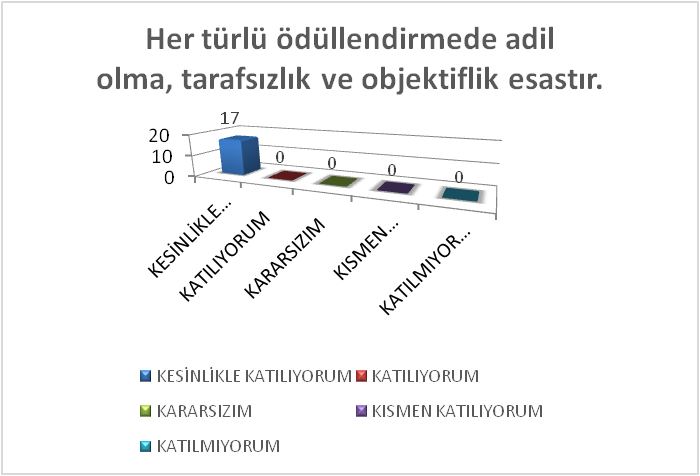 Her türlü ödüllendirmede adil
olma, tarafsızlık ve objektiflik esastır.
17
20
10
0
0
0
0
0
KESİNLİKLE...
KATILIYORUM
KARARSIZIM
KISMEN...
KATILMIYOR...
KESİNLİKLE KATILIYORUM
KATILIYORUM
KARARSIZIM
KISMEN KATILIYORUM
KATILMIYORUM